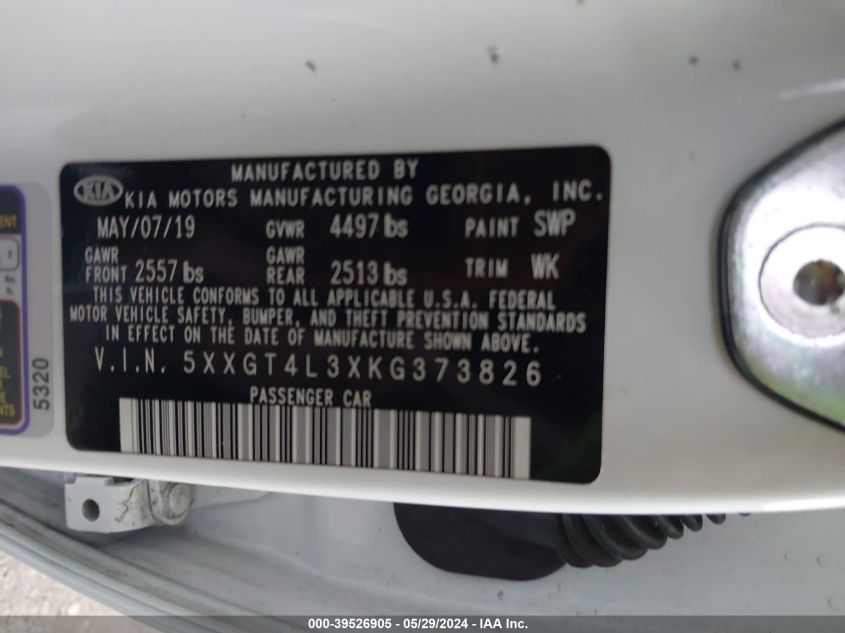 MANUFACTURED BY
KIA KIA MOTORS MANUFACTURING GEORGIA, INC.
MAY/07/19 GVWR 4497 lbs PAINT SWP
GAWR FRONT 2557 lbs GAWR REAR 2513 lbs TRIM WK
THIS VEHICLE CONFORMS TO ALL APPLICABLE U.S.A. FEDERAL
MOTOR VEHICLE SAFETY, BUMPER, AND THEFT PREVENTION STANDARDS
IN EFFECT ON THE DATE OF MANUFACTURE SHOWN ABOVE.
V.I.N. 5XXGT4L3XKG373826
PASSENGER CAR
5320
000-39526905 - 05/29/2024 - IAA Inc.